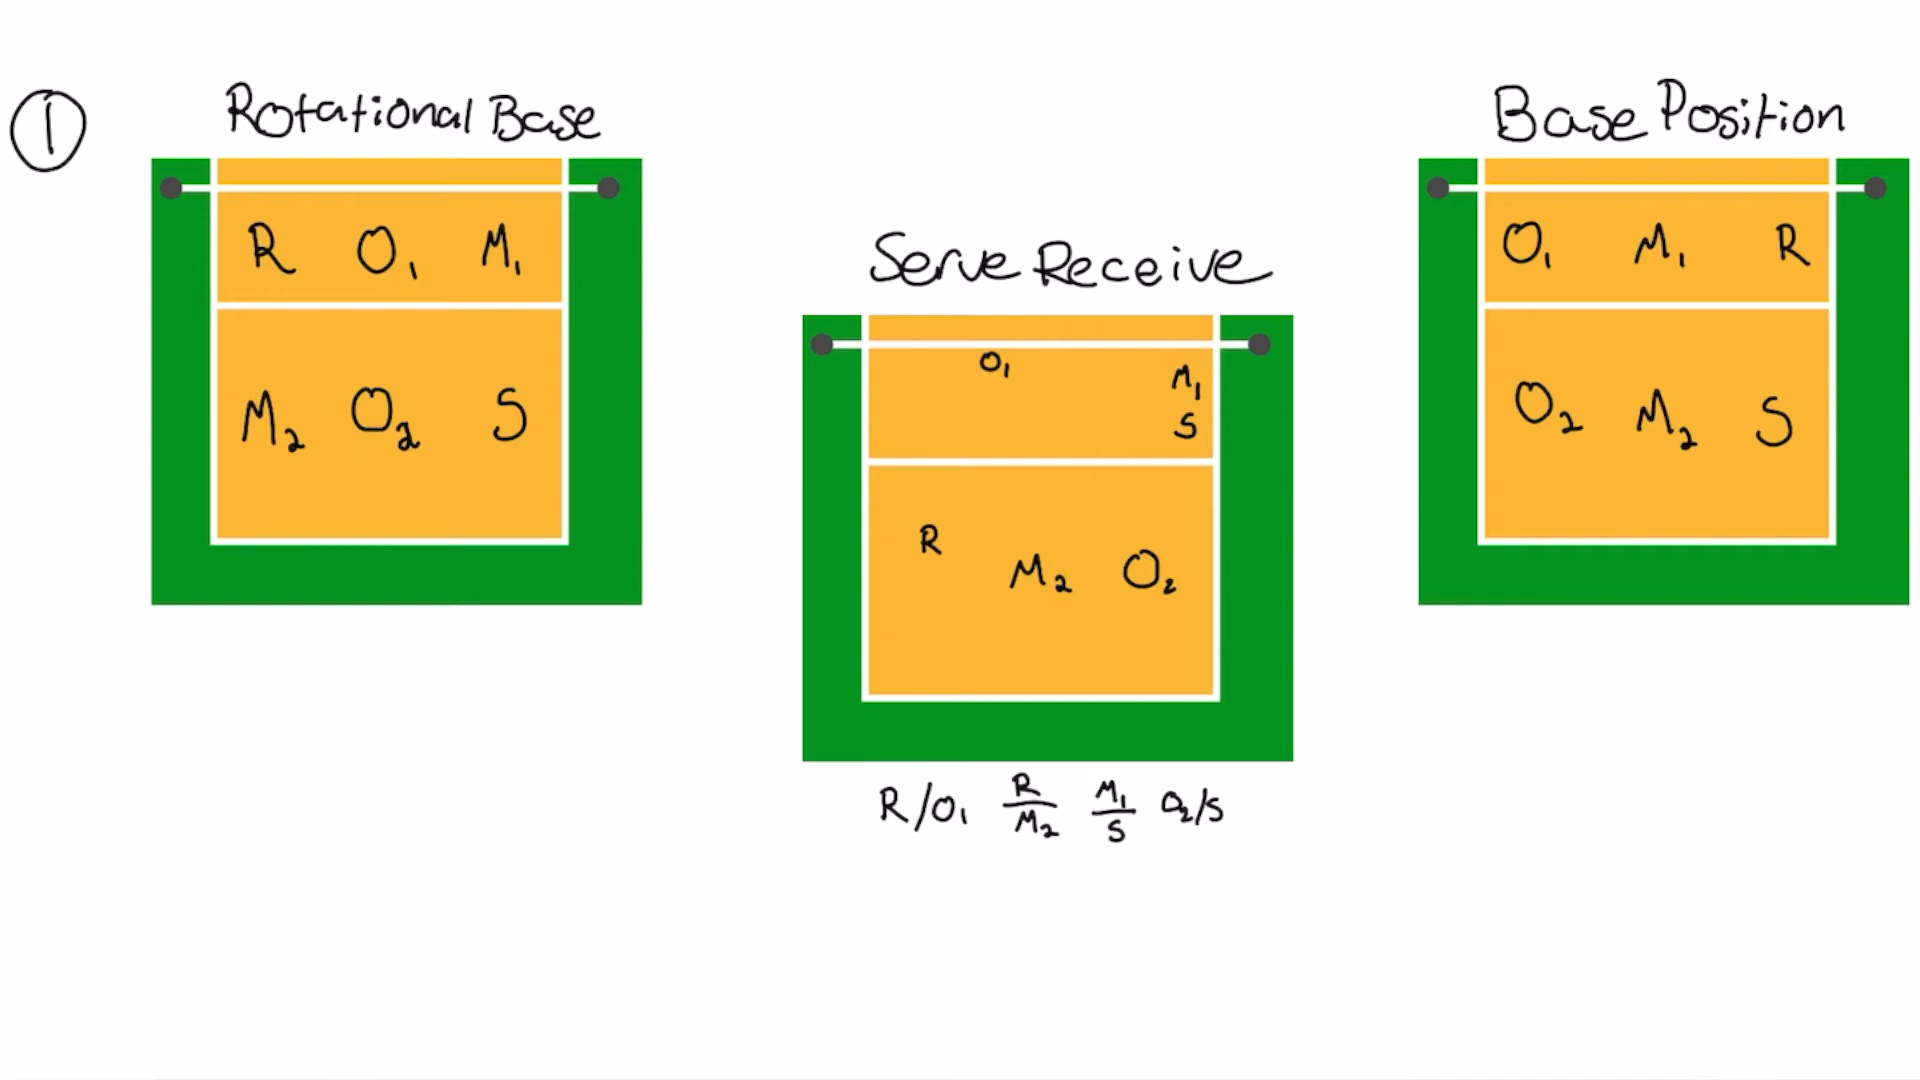 1
Rotational Base
R O1 M1
M2 O2 S
Serve Receive
O1 M1
S
R M2 O2
R/O1 R/M2 M1/S O2/S
Base Position
O1 M1 R
O2 M2 S